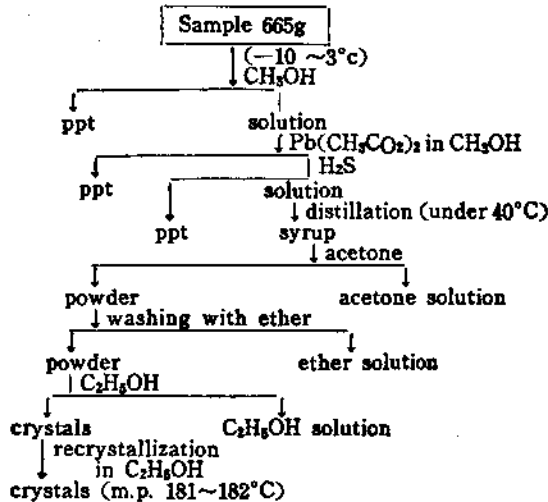 Sample 665g
(−10 ~3°c)
CH₃OH
ppt solution
Pb(CH₃CO₂)₂ in CH₃OH
H₂S
ppt solution
distillation (under 40°C)
ppt syrup
acetone
powder acetone solution
washing with ether
powder ether solution
C₂H₅OH
crystals C₂H₅OH solution
recrystallization
in C₂H₅OH
crystals (m.p. 181~182°C)